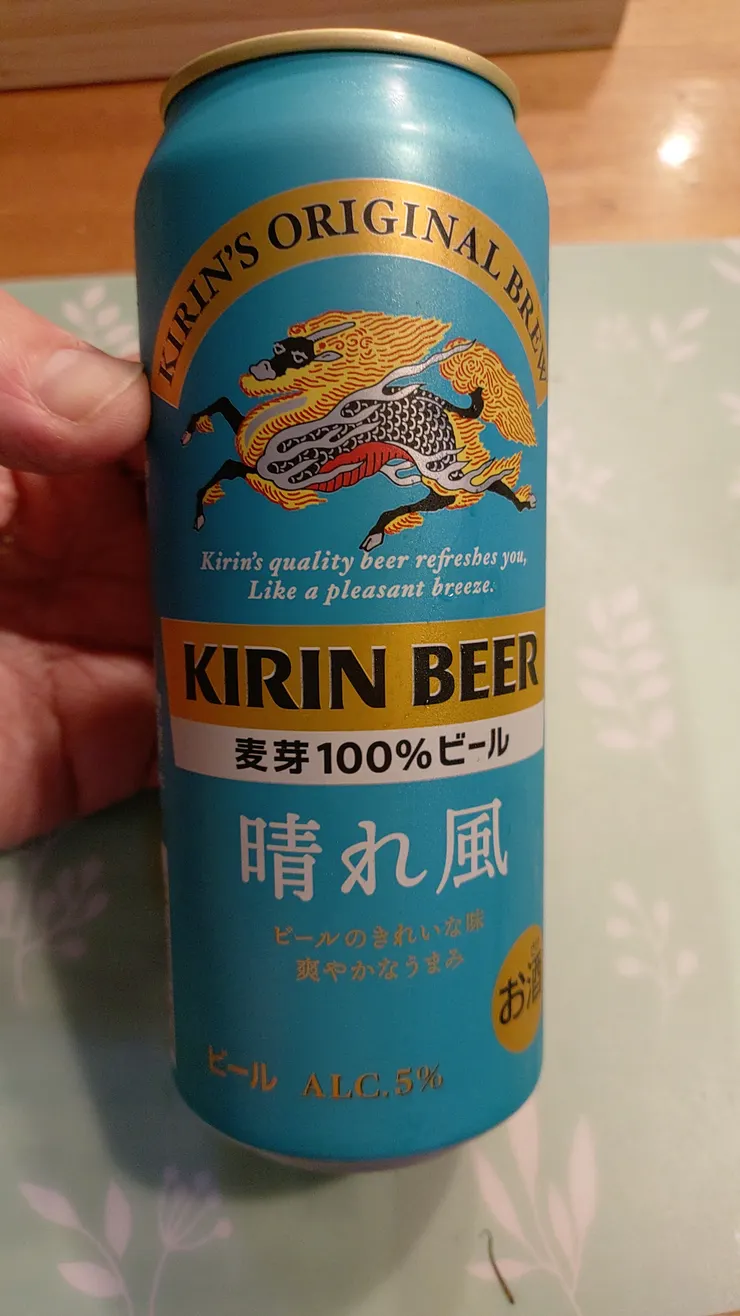 KIRIN'S ORIGINAL BREW
Kirin's quality beer refreshes you,
Like a pleasant breeze.
KIRIN BEER
麦芽100%ビール
晴れ風
ビールのきれいな味
爽やかなうまみ
お酒
ビール ALC.5%